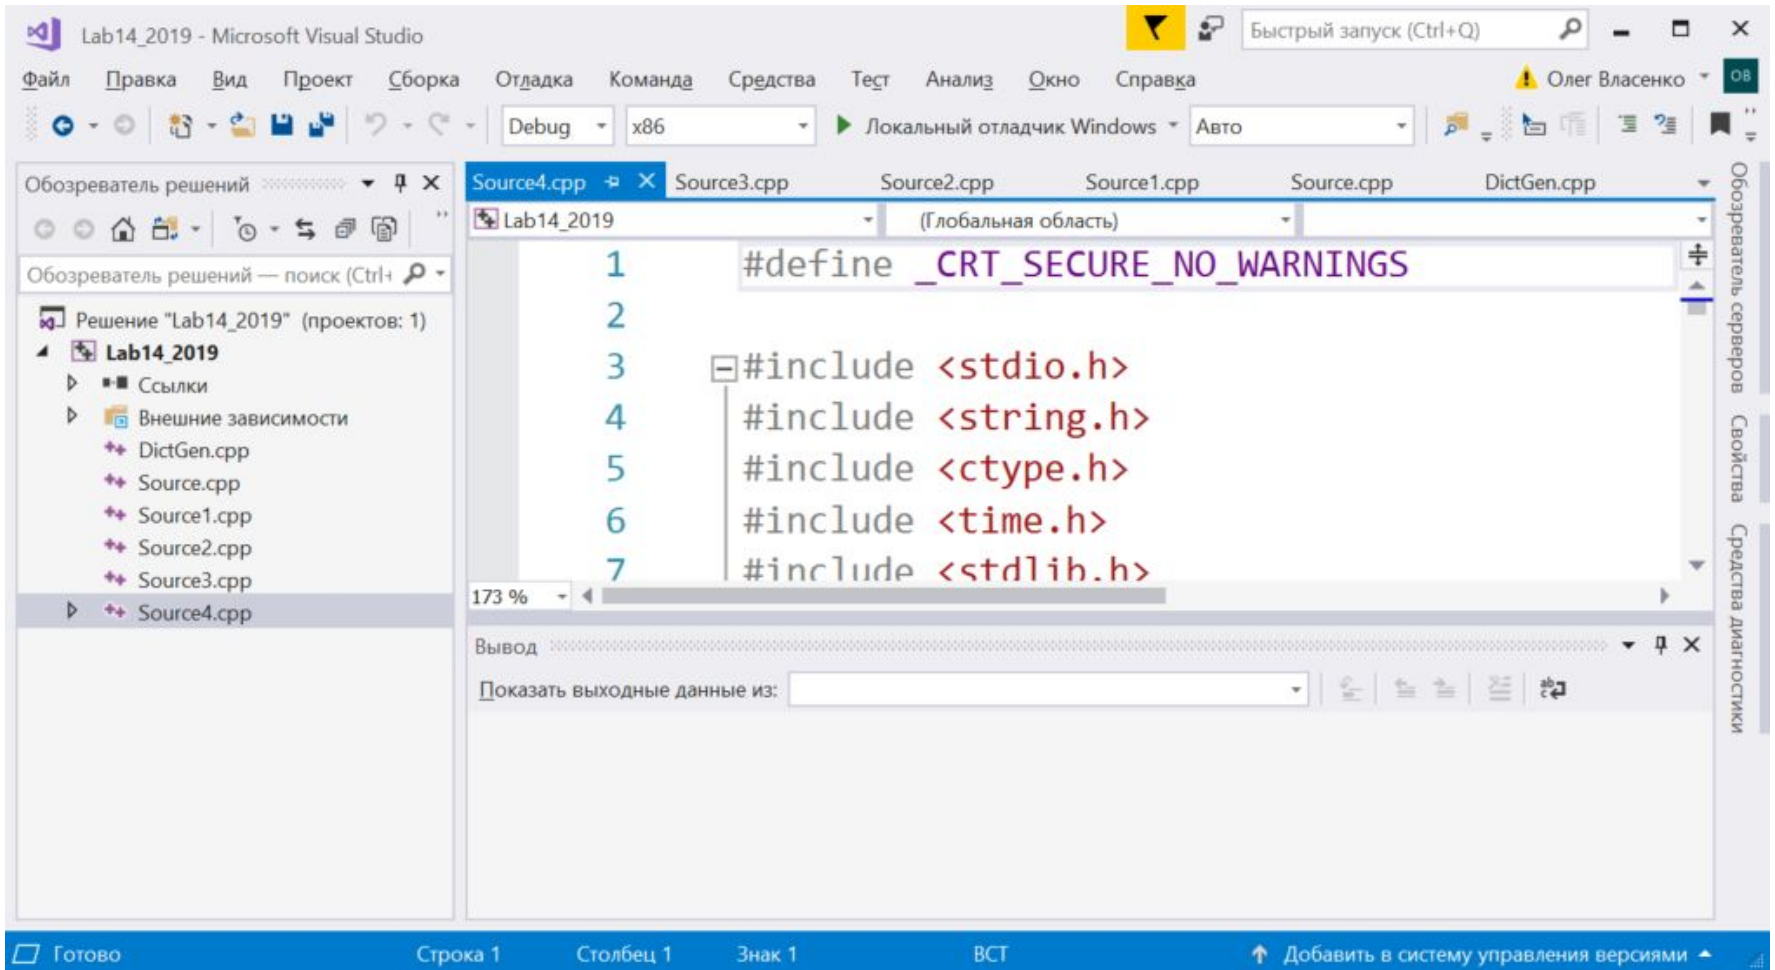 Lab14_2019 - Microsoft Visual Studio
Быстрый запуск (Ctrl+Q)
Файл Правка Вид Проект Сборка Отладка Команда Средства Тест Анализ Окно Справка Олег Власенко ОВ
Debug x86 Локальный отладчик Windows Авто
Обозреватель решений
Обозреватель решений — поиск (Ctrl+
Решение "Lab14_2019" (проектов: 1)
Lab14_2019
Ссылки
Внешние зависимости
DictGen.cpp
Source.cpp
Source1.cpp
Source2.cpp
Source3.cpp
Source4.cpp
Source4.cpp Source3.cpp Source2.cpp Source1.cpp Source.cpp DictGen.cpp
Lab14_2019 (Глобальная область)
1 #define _CRT_SECURE_NO_WARNINGS
2
3 #include <stdio.h>
4 #include <string.h>
5 #include <ctype.h>
6 #include <time.h>
7 #include <stdlib.h>
173 %
Вывод
Показать выходные данные из:
Обозреватель серверов
Свойства
Средства диагностики
Готово Строка 1 Столбец 1 Знак 1 ВСТ Добавить в систему управления версиями